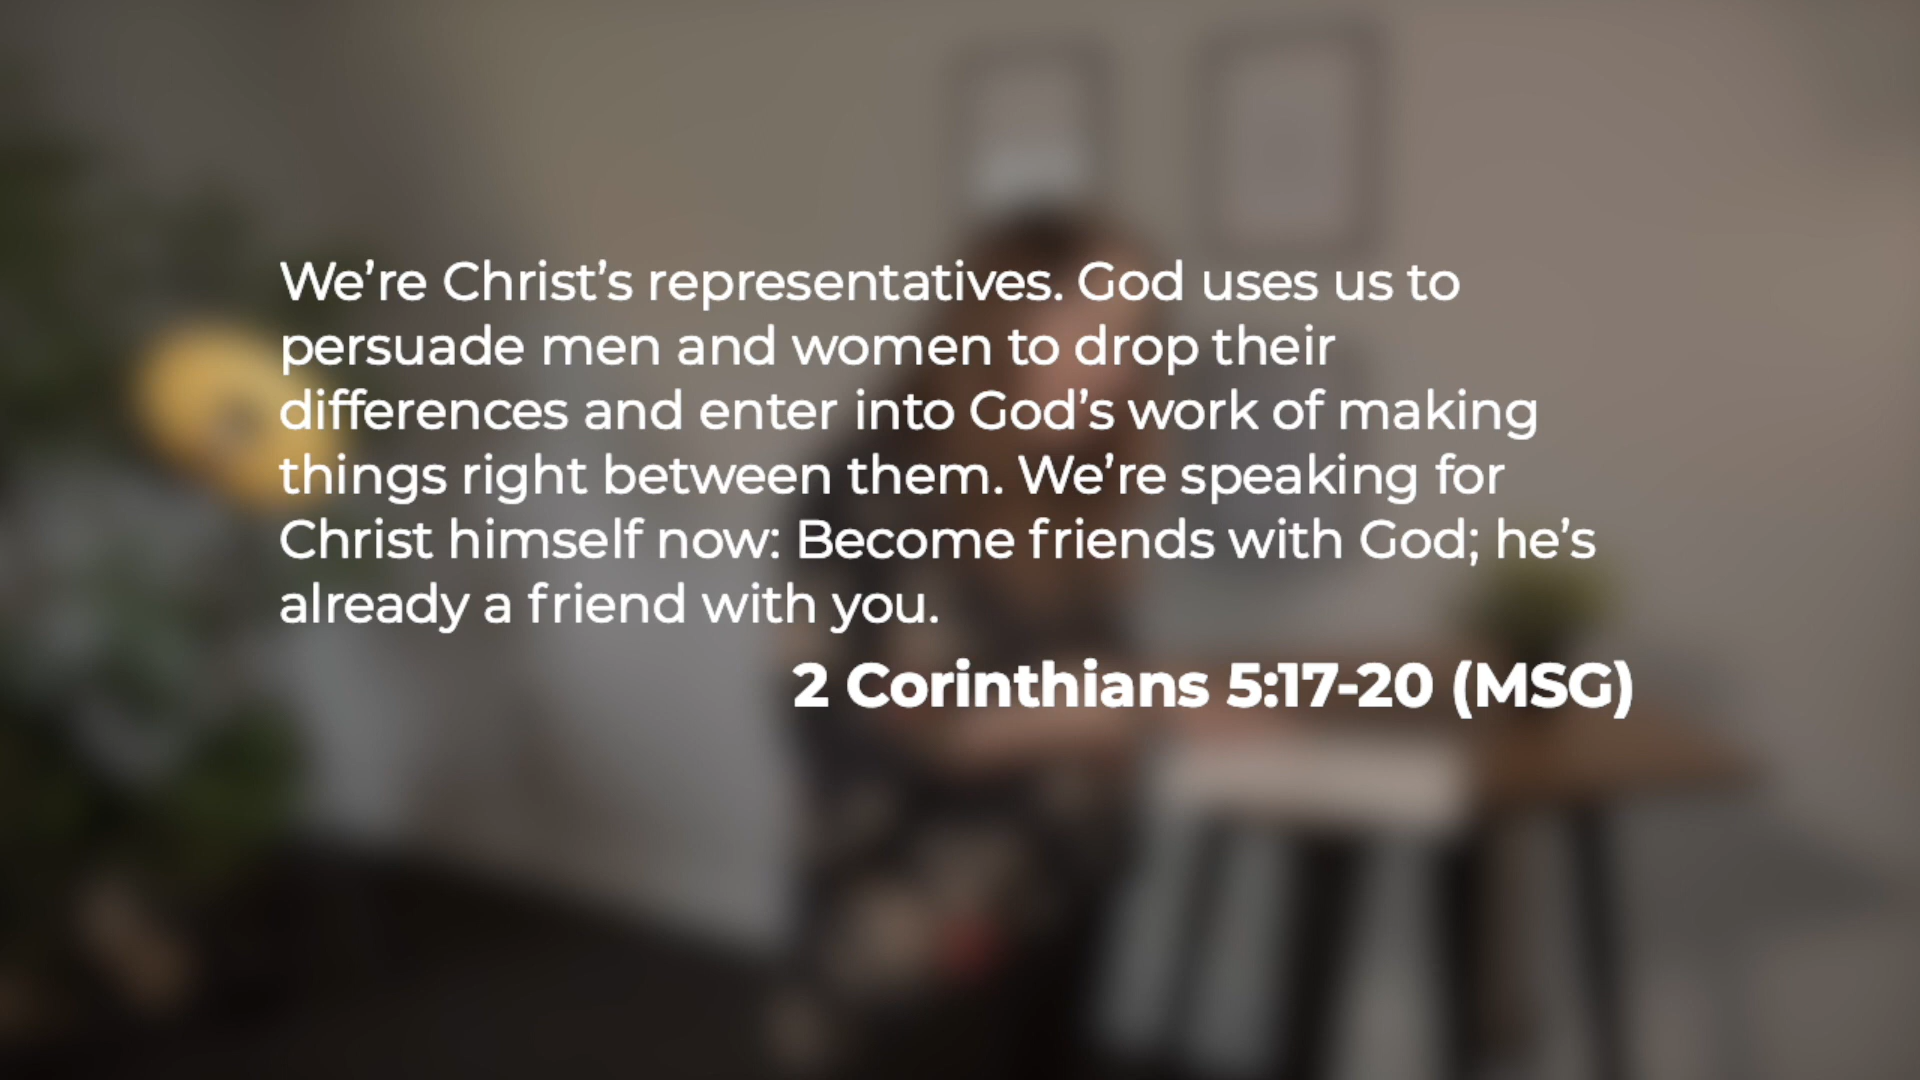 We’re Christ’s representatives. God uses us to
persuade men and women to drop their
differences and enter into God’s work of making
things right between them. We’re speaking for
Christ himself now: Become friends with God; he’s
already a friend with you.
2 Corinthians 5:17-20 (MSG)